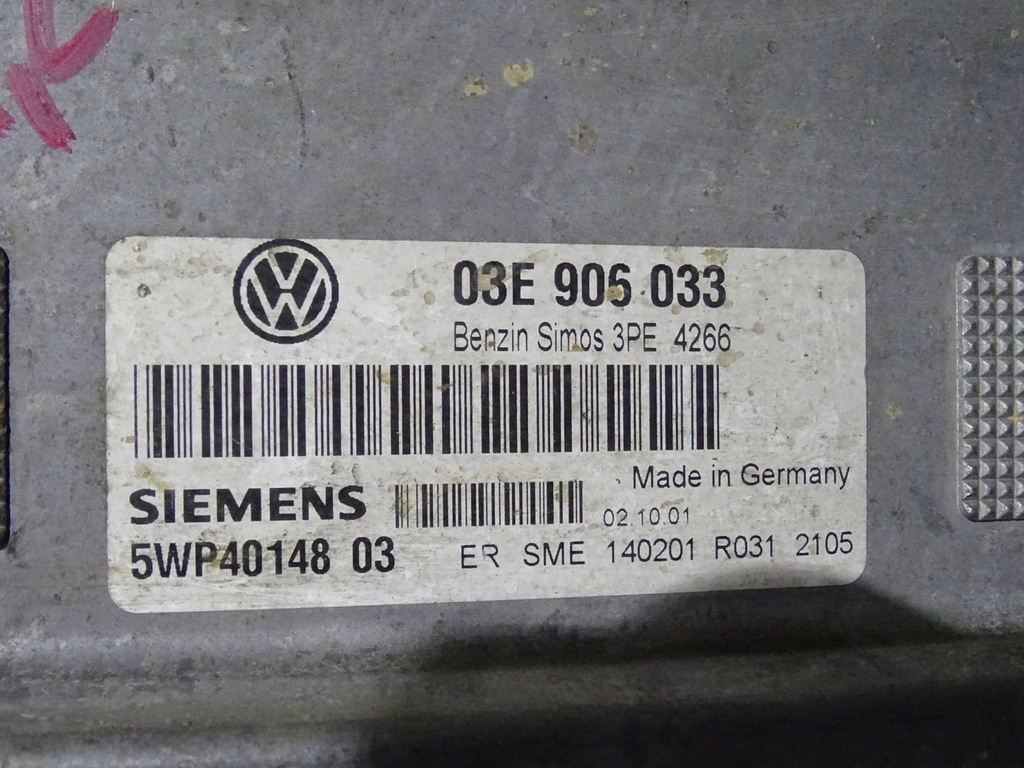 03E 906 033
Benzin Simos 3PE 4266
Made in Germany
SIEMENS
02.10.01
5WP40148 03 ER SME 140201 R031 2105